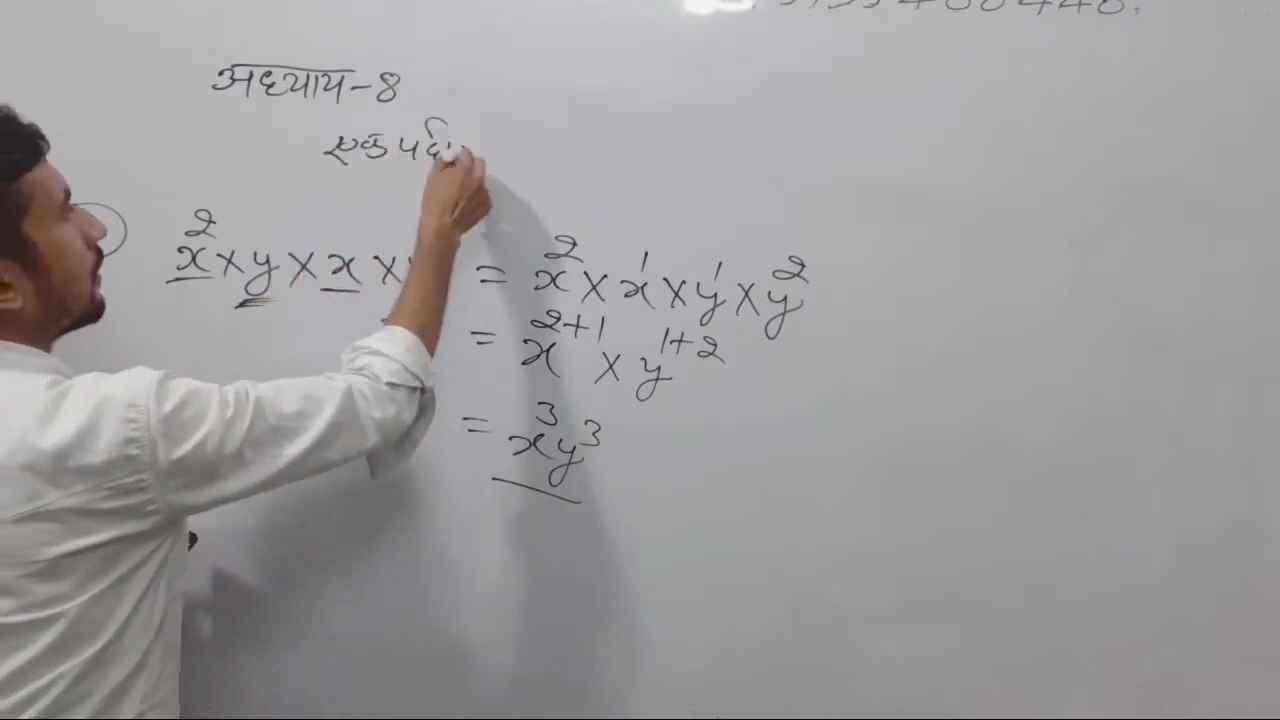 अध्याय-8
एक पदि
x² × y × x × = x² × x¹ × y¹ × y²
= x²⁺¹ × y¹⁺²
= x³y³